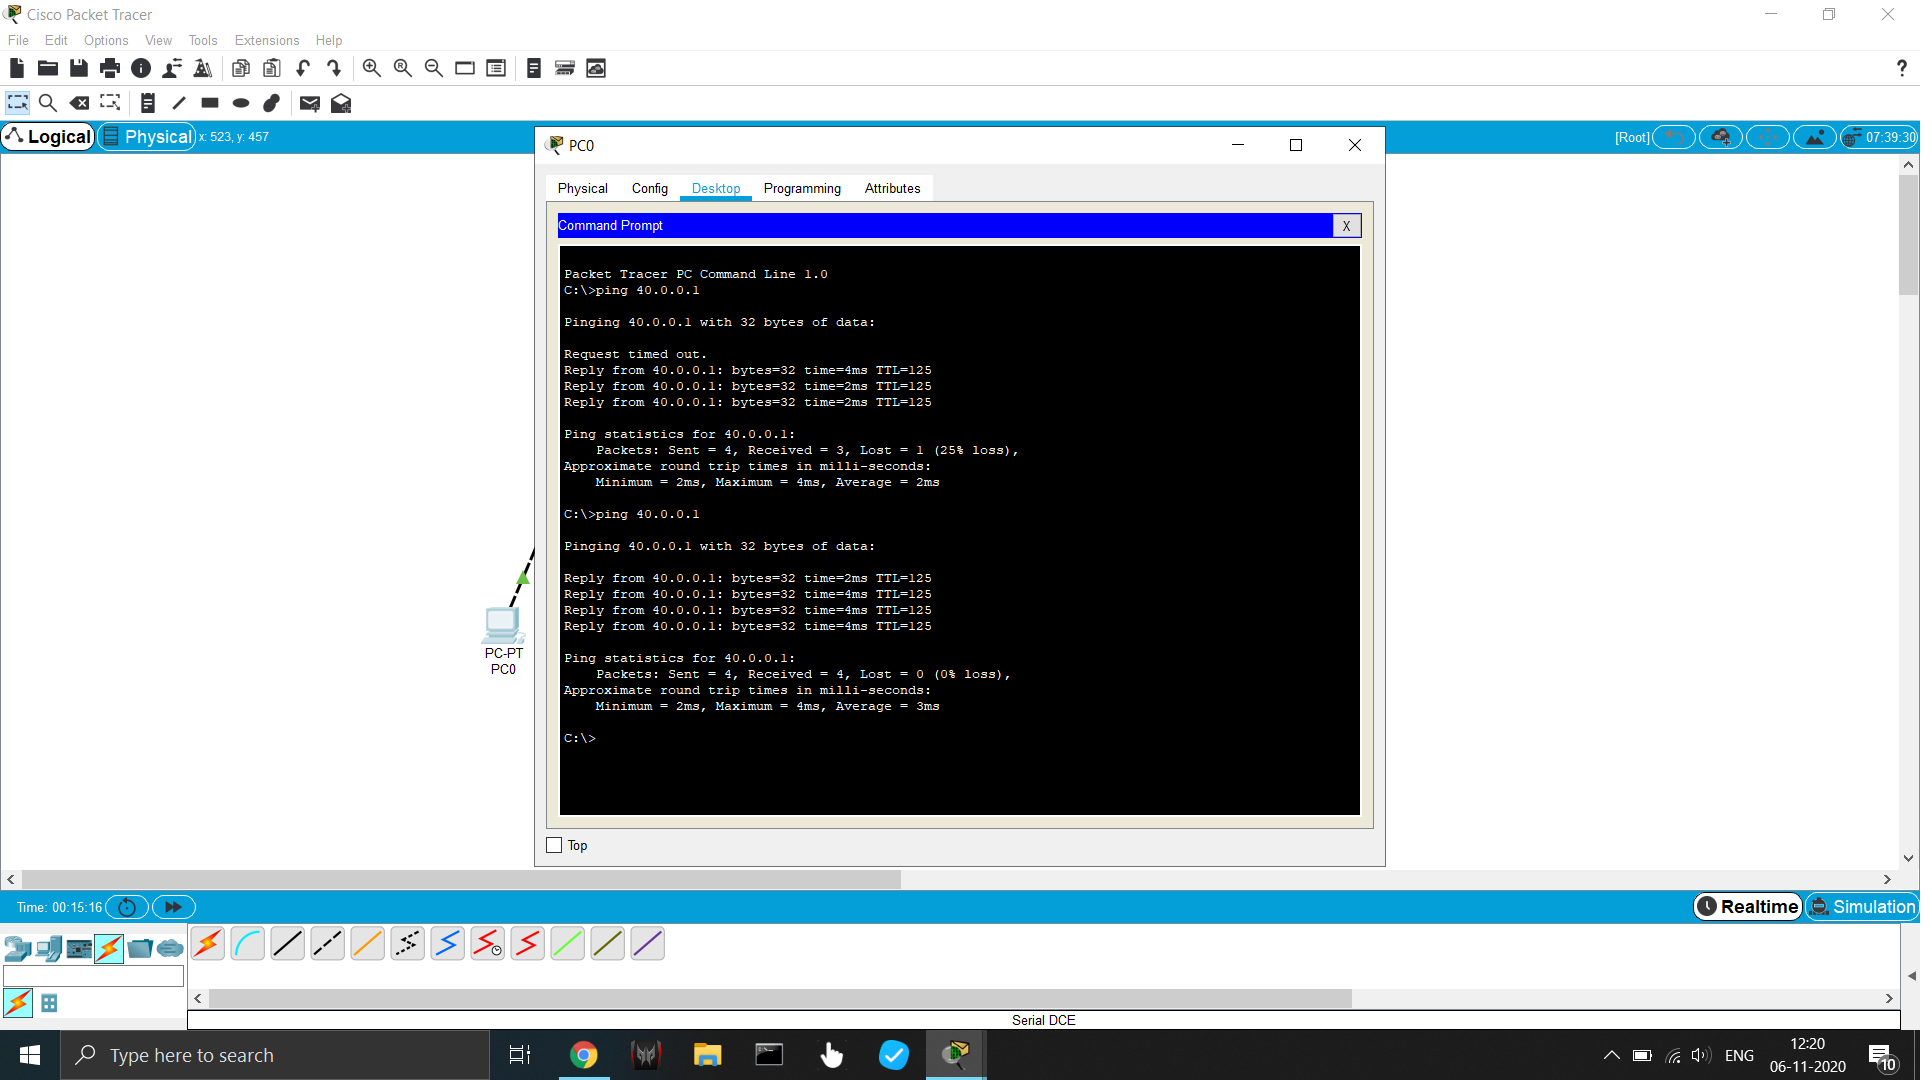 Cisco Packet Tracer
File Edit Options View Tools Extensions Help
?
Logical Physical x: 523, y: 457
[Root] 07:39:30
PC0
Physical Config Desktop Programming Attributes
Command Prompt X
Packet Tracer PC Command Line 1.0
C:\>ping 40.0.0.1
Pinging 40.0.0.1 with 32 bytes of data:
Request timed out.
Reply from 40.0.0.1: bytes=32 time=4ms TTL=125
Reply from 40.0.0.1: bytes=32 time=2ms TTL=125
Reply from 40.0.0.1: bytes=32 time=2ms TTL=125
Ping statistics for 40.0.0.1:
Packets: Sent = 4, Received = 3, Lost = 1 (25% loss),
Approximate round trip times in milli-seconds:
Minimum = 2ms, Maximum = 4ms, Average = 2ms
C:\>ping 40.0.0.1
Pinging 40.0.0.1 with 32 bytes of data:
Reply from 40.0.0.1: bytes=32 time=2ms TTL=125
Reply from 40.0.0.1: bytes=32 time=4ms TTL=125
Reply from 40.0.0.1: bytes=32 time=4ms TTL=125
Reply from 40.0.0.1: bytes=32 time=4ms TTL=125
Ping statistics for 40.0.0.1:
Packets: Sent = 4, Received = 4, Lost = 0 (0% loss),
Approximate round trip times in milli-seconds:
Minimum = 2ms, Maximum = 4ms, Average = 3ms
C:\>
PC-PT
PC0
Top
Time: 00:15:16
Realtime Simulation
Serial DCE
Type here to search
ENG
12:20
06-11-2020
10